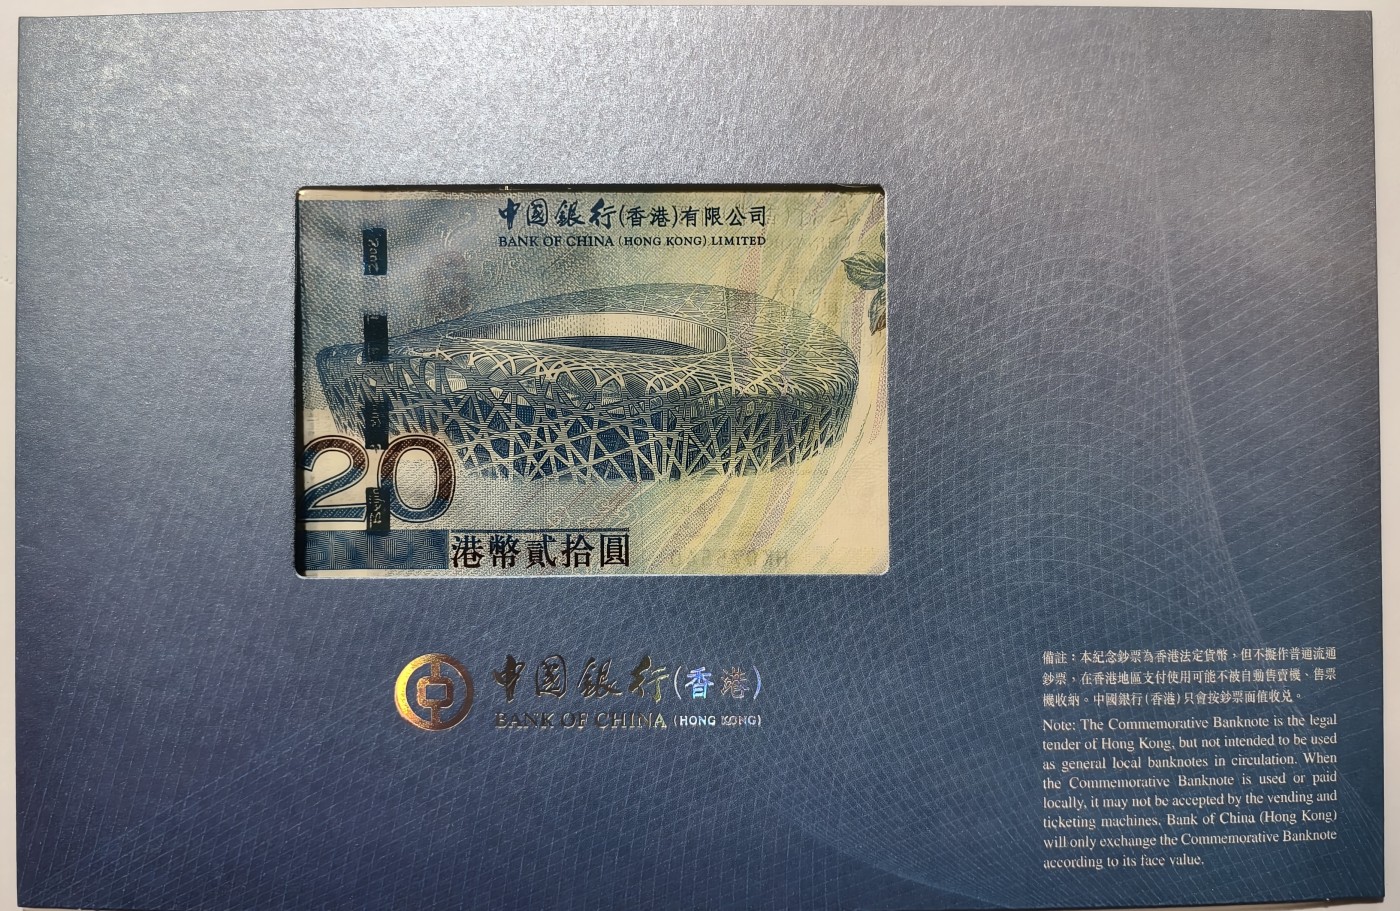 中國銀行(香港)有限公司
BANK OF CHINA (HONG KONG) LIMITED
2008
20
港幣貳拾圓
中國銀行(香港)
BANK OF CHINA (HONG KONG)
備註：本紀念鈔票為香港法定貨幣，但不擬作普通流通
鈔票，在香港地區支付使用可能不被自動售賣機、售票
機收納。中國銀行(香港)只會按鈔票面值收兌。
Note: The Commemorative Banknote is the legal
tender of Hong Kong, but not intended to be used
as general local banknotes in circulation. When
the Commemorative Banknote is used or paid
locally, it may not be accepted by the vending and
ticketing machines. Bank of China (Hong Kong)
will only exchange the Commemorative Banknote
according to its face value.